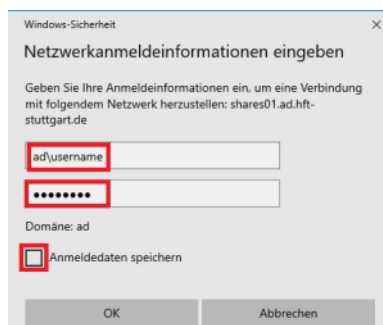 Windows-Sicherheit
Netzwerkanmeldeinformationen eingeben
Geben Sie Ihre Anmeldeinformationen ein, um eine Verbindung
mit folgendem Netzwerk herzustellen: shares01.ad.hft-
stuttgart.de
ad\username
••••••••
Domäne: ad
Anmeldedaten speichern
OK Abbrechen